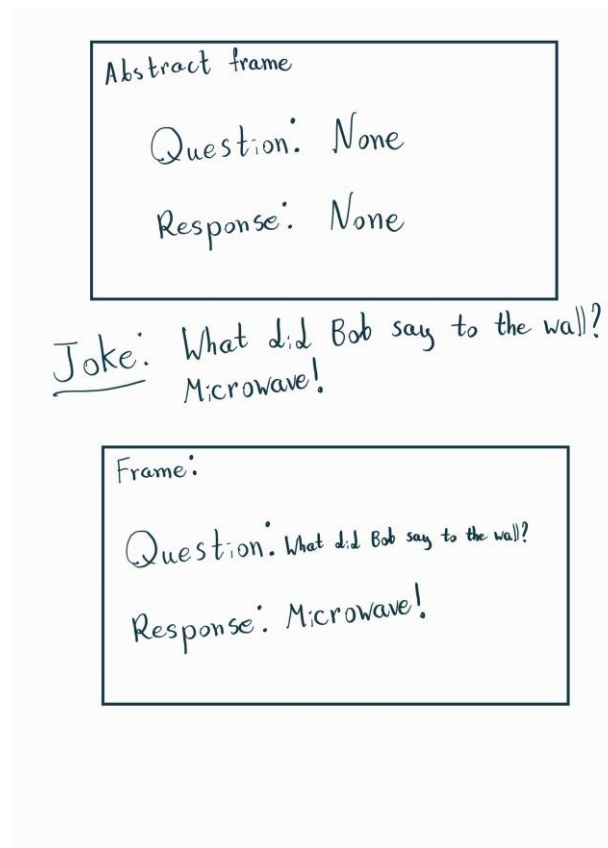 Abstract frame
Question: None
Response: None
Joke: What did Bob say to the wall?
Microwave!
Frame:
Question: What did Bob say to the wall?
Response: Microwave!